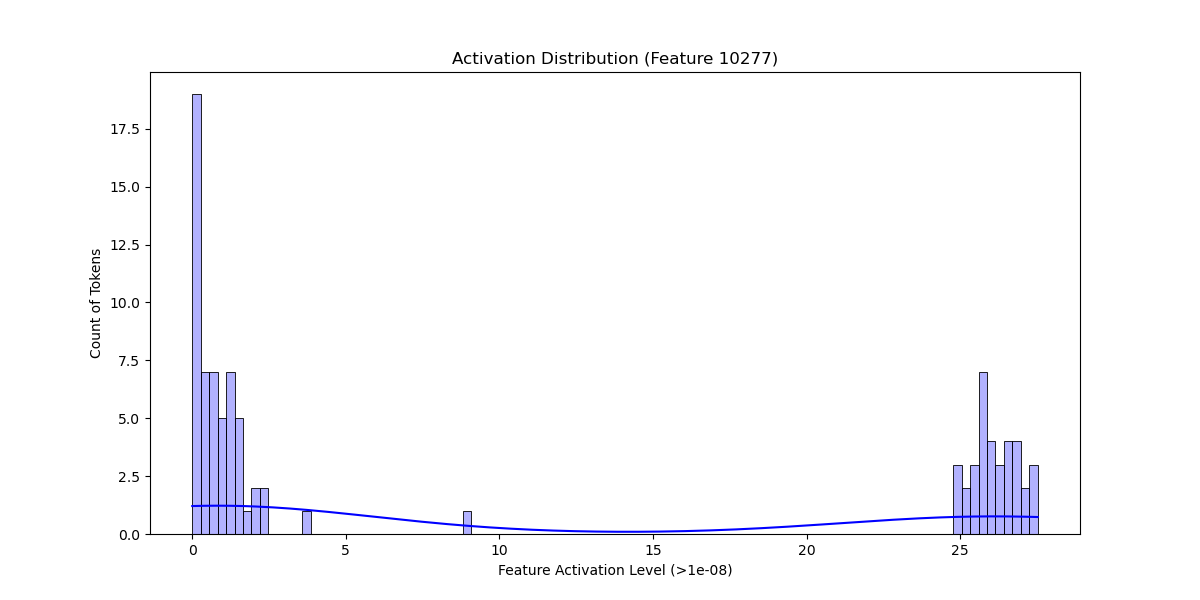 Activation Distribution (Feature 10277)
17.5
15.0
12.5
10.0
7.5
5.0
2.5
0.0
Count of Tokens
0 5 10 15 20 25
Feature Activation Level (>1e-08)